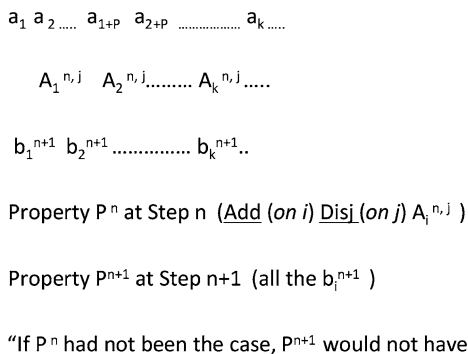 a₁ a₂ ..... a₁₊ₚ a₂₊ₚ .................. aₖ .....
A₁ⁿ, ʲ A₂ⁿ, ʲ......... Aₖⁿ, ʲ.....
b₁ⁿ⁺¹ b₂ⁿ⁺¹ ............... bₖⁿ⁺¹..
Property P ⁿ at Step n (Add (on i) Disj (on j) Aᵢⁿ, ʲ )
Property Pⁿ⁺¹ at Step n+1 (all the bᵢⁿ⁺¹ )
“If P ⁿ had not been the case, Pⁿ⁺¹ would not have